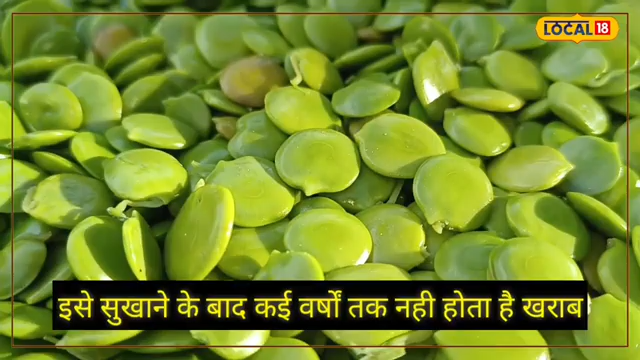 LOCAL 18
इसे सुखाने के बाद कई वर्षों तक नही होता है खराब